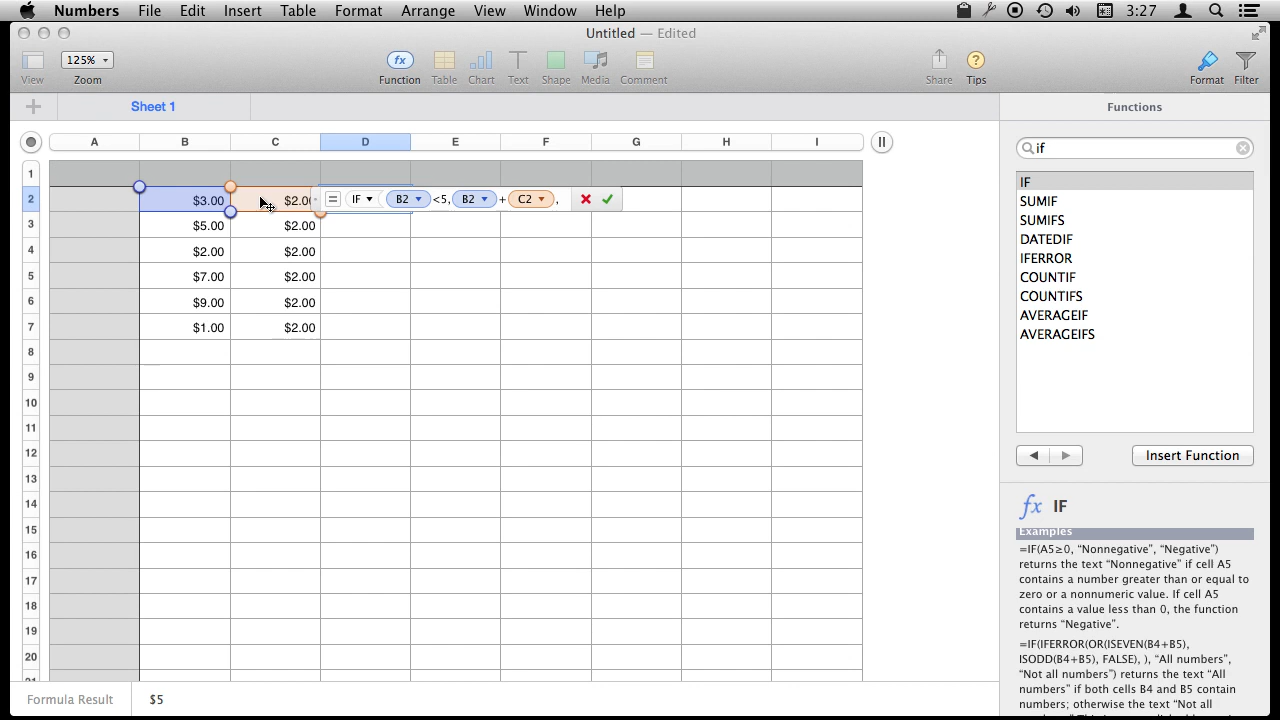 Numbers File Edit Insert Table Format Arrange View Window Help 3:27
Untitled — Edited
125%
View Zoom Function Table Chart Text Shape Media Comment Share Tips Format Filter
Sheet 1
Functions
A B C D E F G H I
if
1
2 $3.00 $2.00 = IF B2 <5, B2 + C2 ,
3 $5.00 $2.00
4 $2.00 $2.00
5 $7.00 $2.00
6 $9.00 $2.00
7 $1.00 $2.00
8
9
10
11
12
13
14
15
16
17
18
19
20
IF
SUMIF
SUMIFS
DATEDIF
IFERROR
COUNTIF
COUNTIFS
AVERAGEIF
AVERAGEIFS
Insert Function
fx IF
Examples
=IF(A5≥0, “Nonnegative”, “Negative”)
returns the text “Nonnegative” if cell A5
contains a number greater than or equal to
zero or a nonnumeric value. If cell A5
contains a value less than 0, the function
returns “Negative”.
=IF(IFERROR(OR(ISEVEN(B4+B5),
ISODD(B4+B5), FALSE), ), “All numbers”,
“Not all numbers”) returns the text “All
numbers” if both cells B4 and B5 contain
numbers; otherwise the text “Not all
Formula Result $5